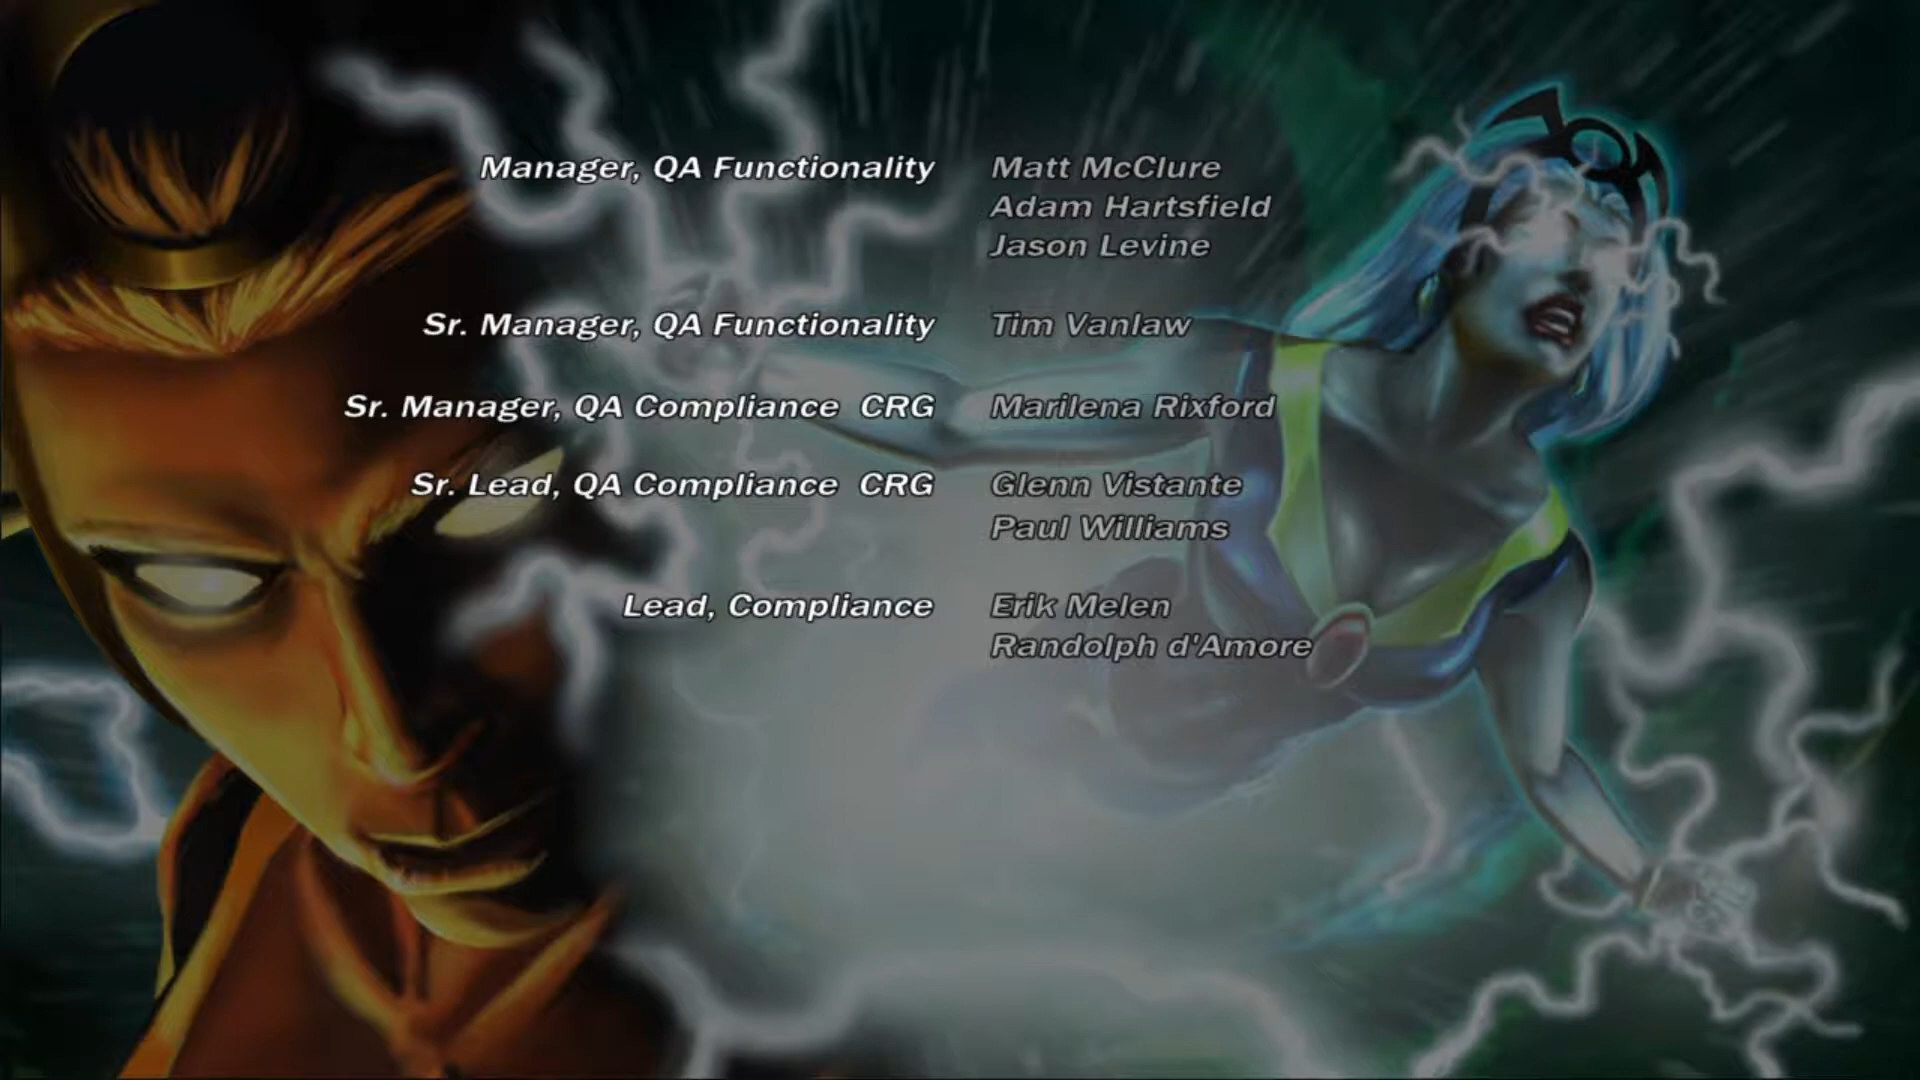 Manager, QA Functionality Matt McClure
Adam Hartsfield
Jason Levine
Sr. Manager, QA Functionality Tim Vanlaw
Sr. Manager, QA Compliance CRG Marilena Rixford
Sr. Lead, QA Compliance CRG Glenn Vistante
Paul Williams
Lead, Compliance Erik Melen
Randolph d'Amore